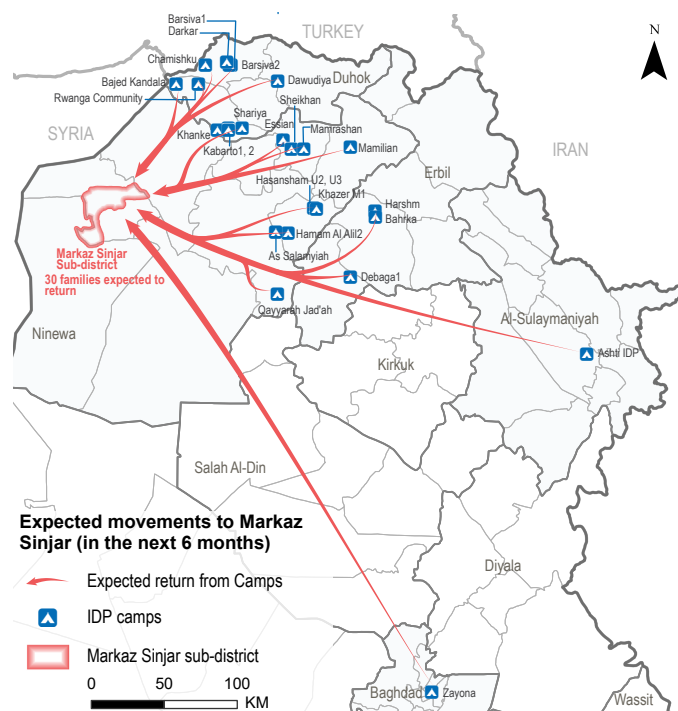 Barsiva1
Darkar
TURKEY
N
Chamishku
Barsiva2
Bajed Kandala
Dawudiya
Duhok
Rwanga Community
Sheikhan
Shariya
Essian
SYRIA
Khanke
Mamrashan
Kabarto1, 2
Mamilian
IRAN
Erbil
Hasansham U2, U3
Khazer M1
Harshm
Bahrka
Hamam Al Alil2
As Salamyiah
Markaz Sinjar
Sub-district
30 families expected to
return
Debaga1
Qayyarah Jad'ah
Al-Sulaymaniyah
Ninewa
Ashti IDP
Kirkuk
Salah Al-Din
Expected movements to Markaz
Sinjar (in the next 6 months)
Expected return from Camps
IDP camps
Markaz Sinjar sub-district
0 50 100
KM
Diyala
Baghdad
Zayona
Wassit